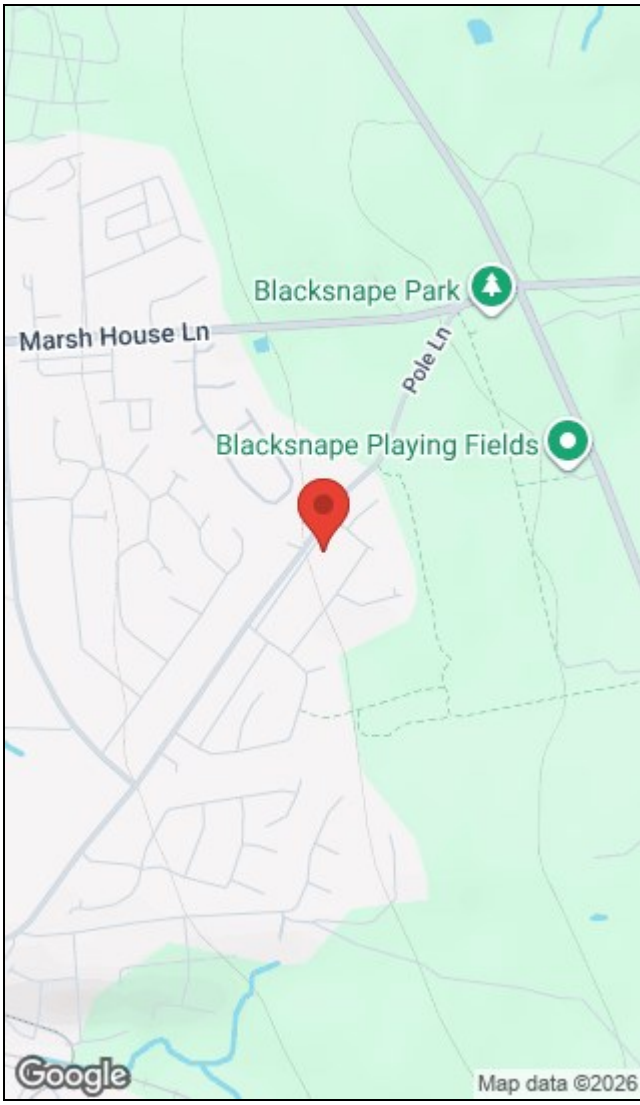 Blacksnape Park
Marsh House Ln
Pole Ln
Blacksnape Playing Fields
Google
Map data ©2026